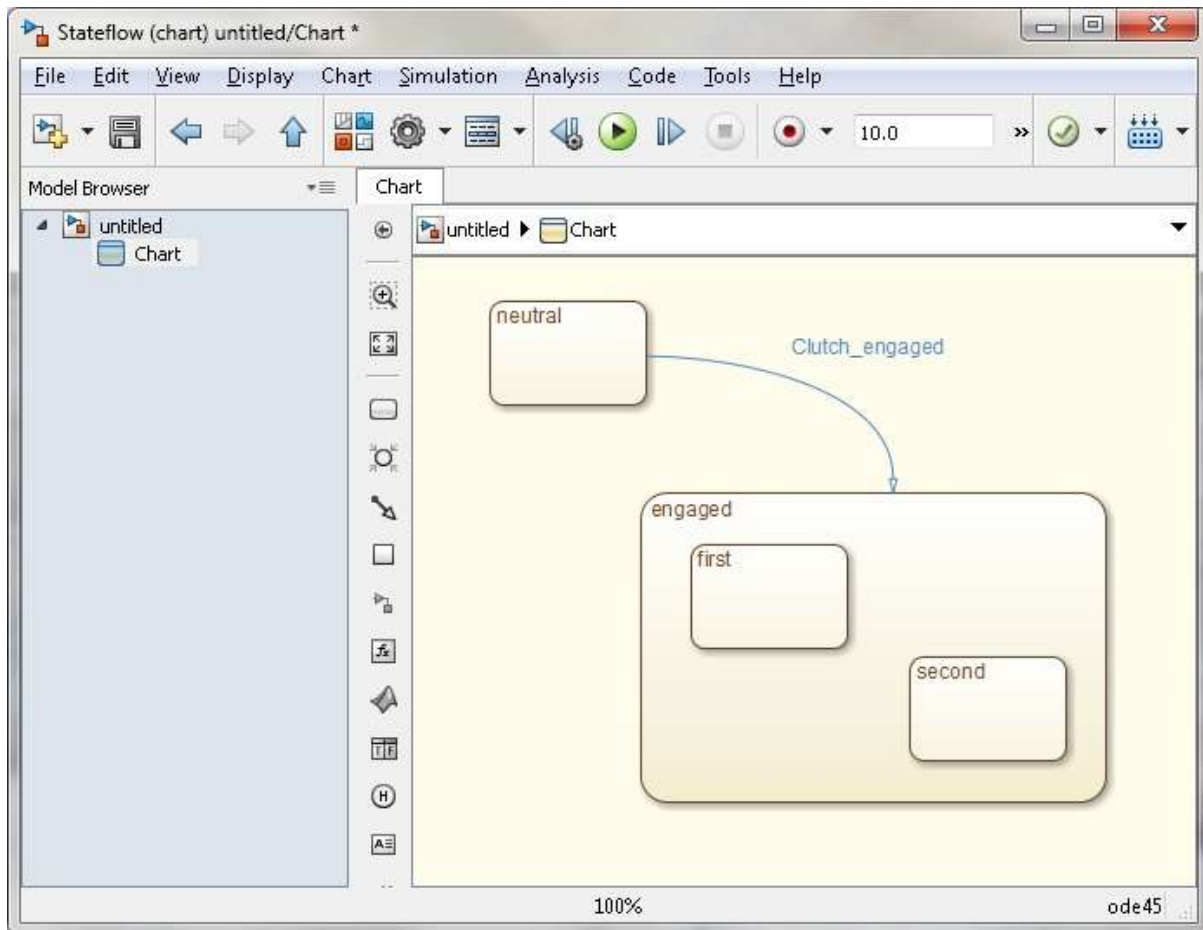 Stateflow (chart) untitled/Chart *
File Edit View Display Chart Simulation Analysis Code Tools Help
10.0 »
Model Browser
Chart
untitled
Chart
untitled Chart
neutral
Clutch_engaged
engaged
first
second
fx
T F
H
A
100% ode45